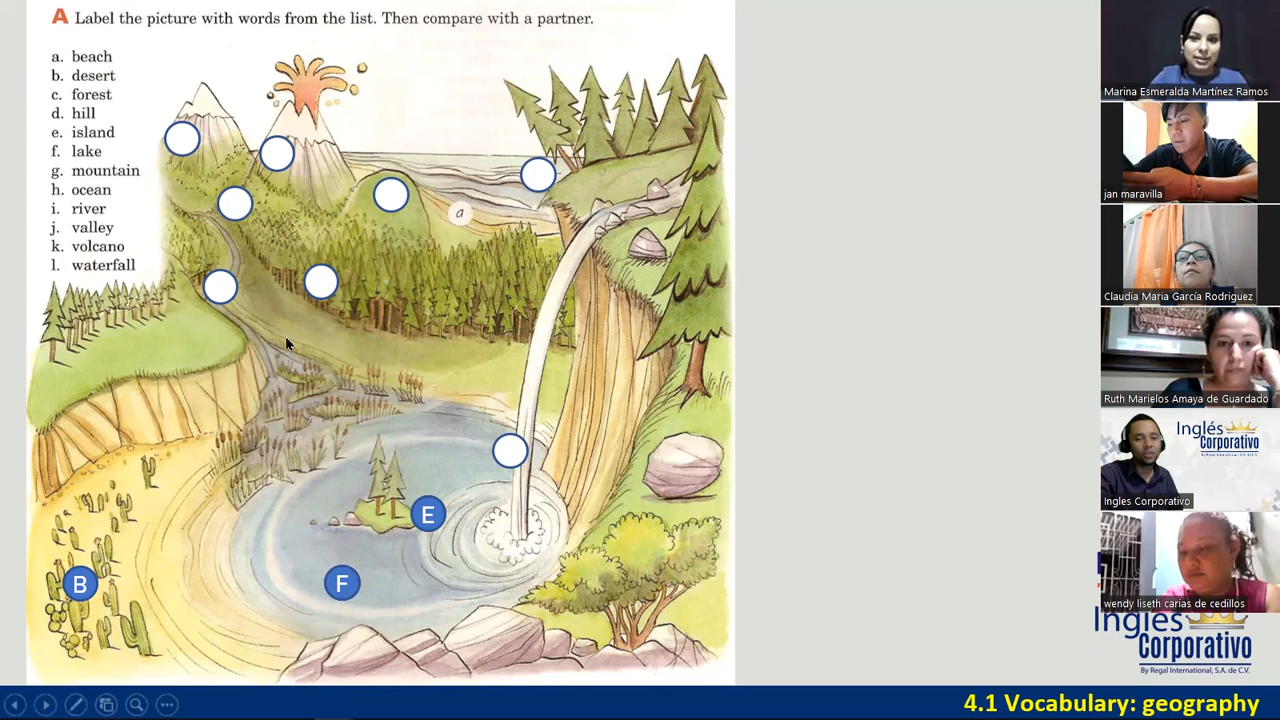 A Label the picture with words from the list. Then compare with a partner.
a. beach
b. desert
c. forest
d. hill
e. island
f. lake
g. mountain
h. ocean
i. river
j. valley
k. volcano
l. waterfall
a
E
B
F
Marina Esmeralda Martínez Ramos
jan maravilla
Claudia Maria García Rodriguez
Ruth Marielos Amaya de Guardado
Inglés
Corporativo
Ingles Corporativo
wendy liseth carias de cedillos
Inglés
Corporativo
By Regal International, S.A. de C.V.
4.1 Vocabulary: geography